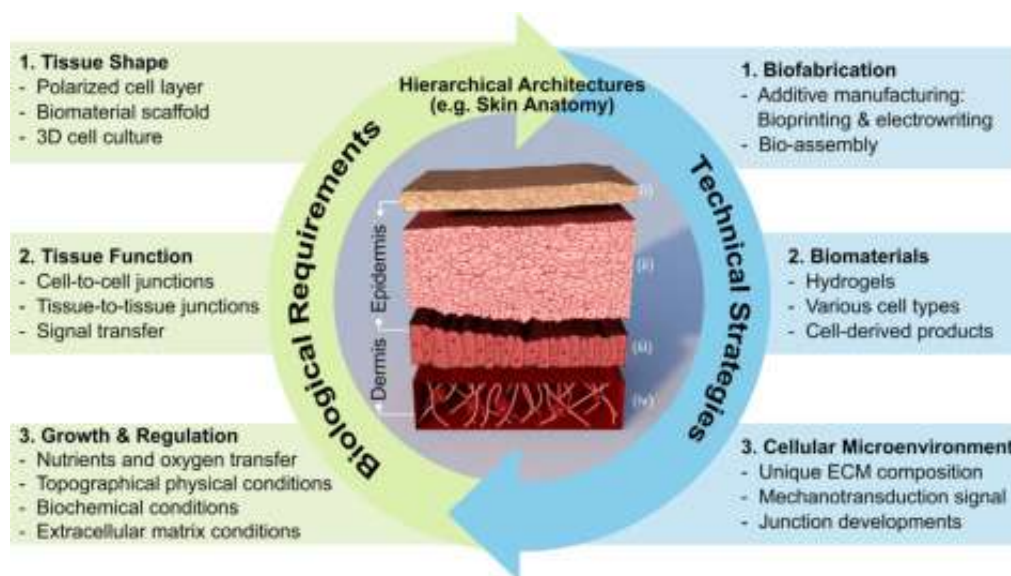 Hierarchical Architectures
(e.g. Skin Anatomy)
Biological Requirements
1. Tissue Shape
- Polarized cell layer
- Biomaterial scaffold
- 3D cell culture
2. Tissue Function
- Cell-to-cell junctions
- Tissue-to-tissue junctions
- Signal transfer
3. Growth & Regulation
- Nutrients and oxygen transfer
- Topographical physical conditions
- Biochemical conditions
- Extracellular matrix conditions
Epidermis
Dermis
(i)
(ii)
(iii)
(iv)
Technical Strategies
1. Biofabrication
- Additive manufacturing:
Bioprinting & electrowriting
- Bio-assembly
2. Biomaterials
- Hydrogels
- Various cell types
- Cell-derived products
3. Cellular Microenvironment
- Unique ECM composition
- Mechanotransduction signal
- Junction developments